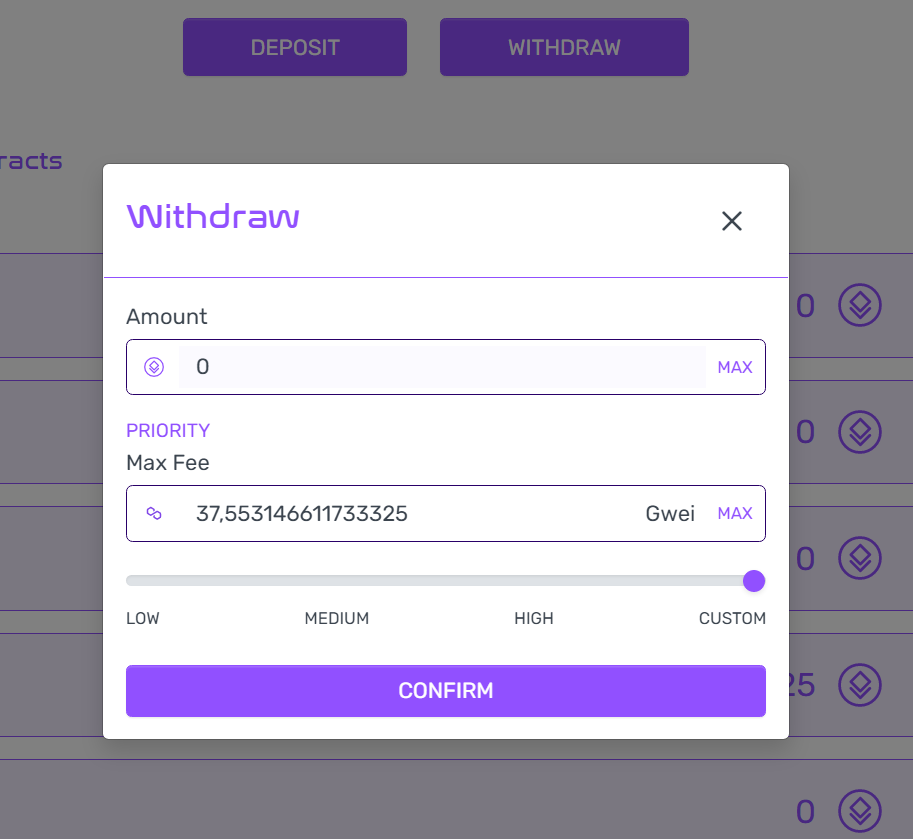 DEPOSIT WITHDRAW
racts
Withdraw
0
Amount
0 MAX
PRIORITY
0
Max Fee
37,553146611733325 Gwei MAX
0
LOW MEDIUM HIGH CUSTOM
25
CONFIRM
0